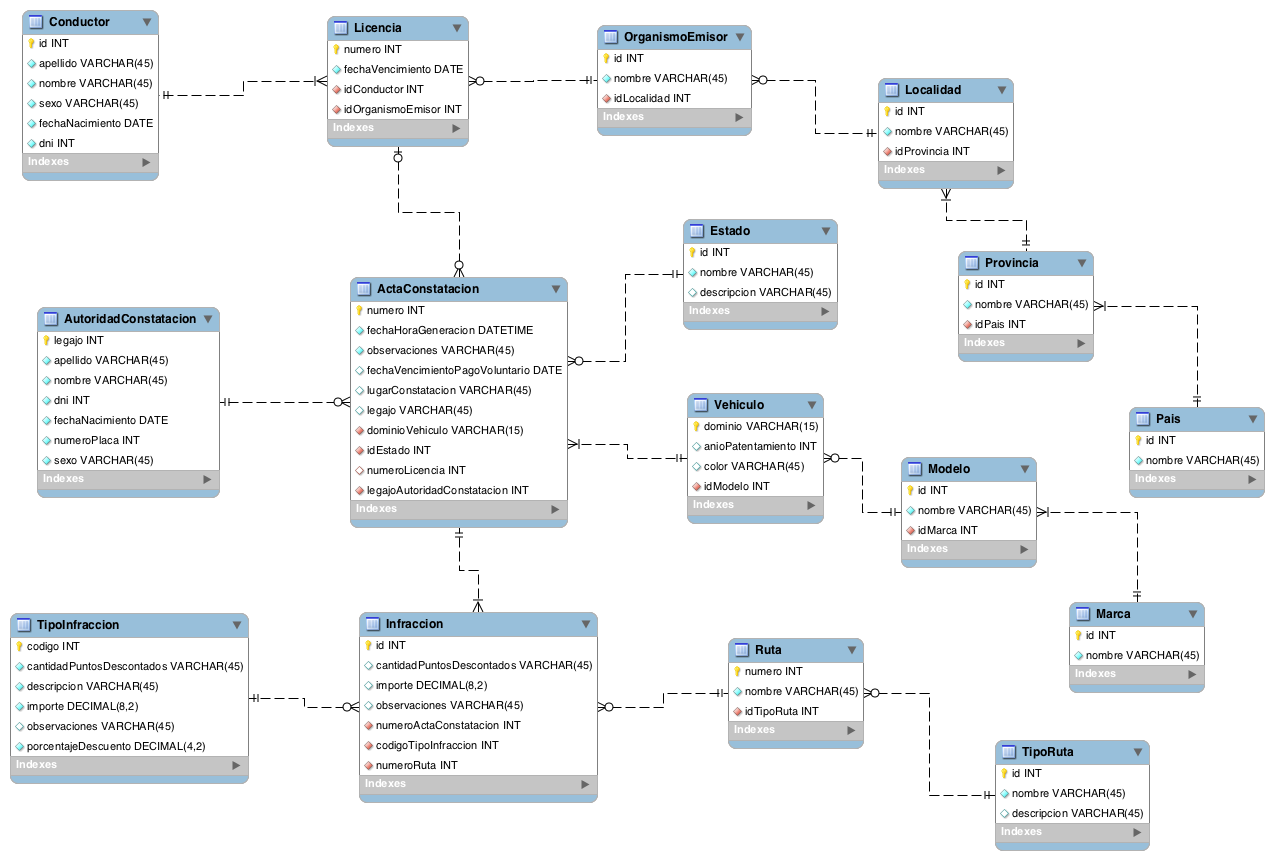 Conductor
id INT
apellido VARCHAR(45)
nombre VARCHAR(45)
sexo VARCHAR(45)
fechaNacimiento DATE
dni INT
Indexes
Licencia
numero INT
fechaVencimiento DATE
idConductor INT
idOrganismoEmisor INT
Indexes
OrganismoEmisor
id INT
nombre VARCHAR(45)
idLocalidad INT
Indexes
Localidad
id INT
nombre VARCHAR(45)
idProvincia INT
Indexes
Estado
id INT
nombre VARCHAR(45)
descripcion VARCHAR(45)
Indexes
Provincia
id INT
nombre VARCHAR(45)
idPais INT
Indexes
AutoridadConstatacion
legajo INT
apellido VARCHAR(45)
nombre VARCHAR(45)
dni INT
fechaNacimiento DATE
numeroPlaca INT
sexo VARCHAR(45)
Indexes
ActaConstatacion
numero INT
fechaHoraGeneracion DATETIME
observaciones VARCHAR(45)
fechaVencimientoPagoVoluntario DATE
lugarConstatacion VARCHAR(45)
legajo VARCHAR(45)
dominioVehiculo VARCHAR(15)
idEstado INT
numeroLicencia INT
legajoAutoridadConstatacion INT
Indexes
Vehiculo
dominio VARCHAR(15)
anioPatentamiento INT
color VARCHAR(45)
idModelo INT
Indexes
Pais
id INT
nombre VARCHAR(45)
Indexes
Modelo
id INT
nombre VARCHAR(45)
idMarca INT
Indexes
Marca
id INT
nombre VARCHAR(45)
Indexes
TipoInfraccion
codigo INT
cantidadPuntosDescontados VARCHAR(45)
descripcion VARCHAR(45)
importe DECIMAL(8,2)
observaciones VARCHAR(45)
porcentajeDescuento DECIMAL(4,2)
Indexes
Infraccion
id INT
cantidadPuntosDescontados VARCHAR(45)
importe DECIMAL(8,2)
observaciones VARCHAR(45)
numeroActaConstatacion INT
codigoTipoInfraccion INT
numeroRuta INT
Indexes
Ruta
numero INT
nombre VARCHAR(45)
idTipoRuta INT
Indexes
TipoRuta
id INT
nombre VARCHAR(45)
descripcion VARCHAR(45)
Indexes